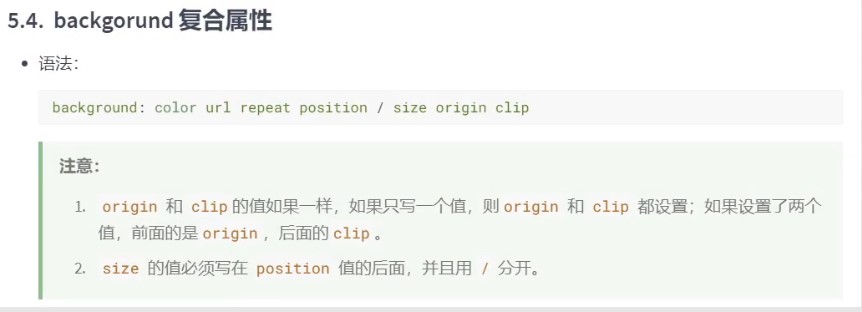 5.4. backgorund 复合属性
• 语法：
background: color url repeat position / size origin clip
注意：
1. origin 和 clip 的值如果一样，如果只写一个值，则 origin 和 clip 都设置；如果设置了两个
值，前面的是 origin ，后面的 clip 。
2. size 的值必须写在 position 值的后面，并且用 / 分开。